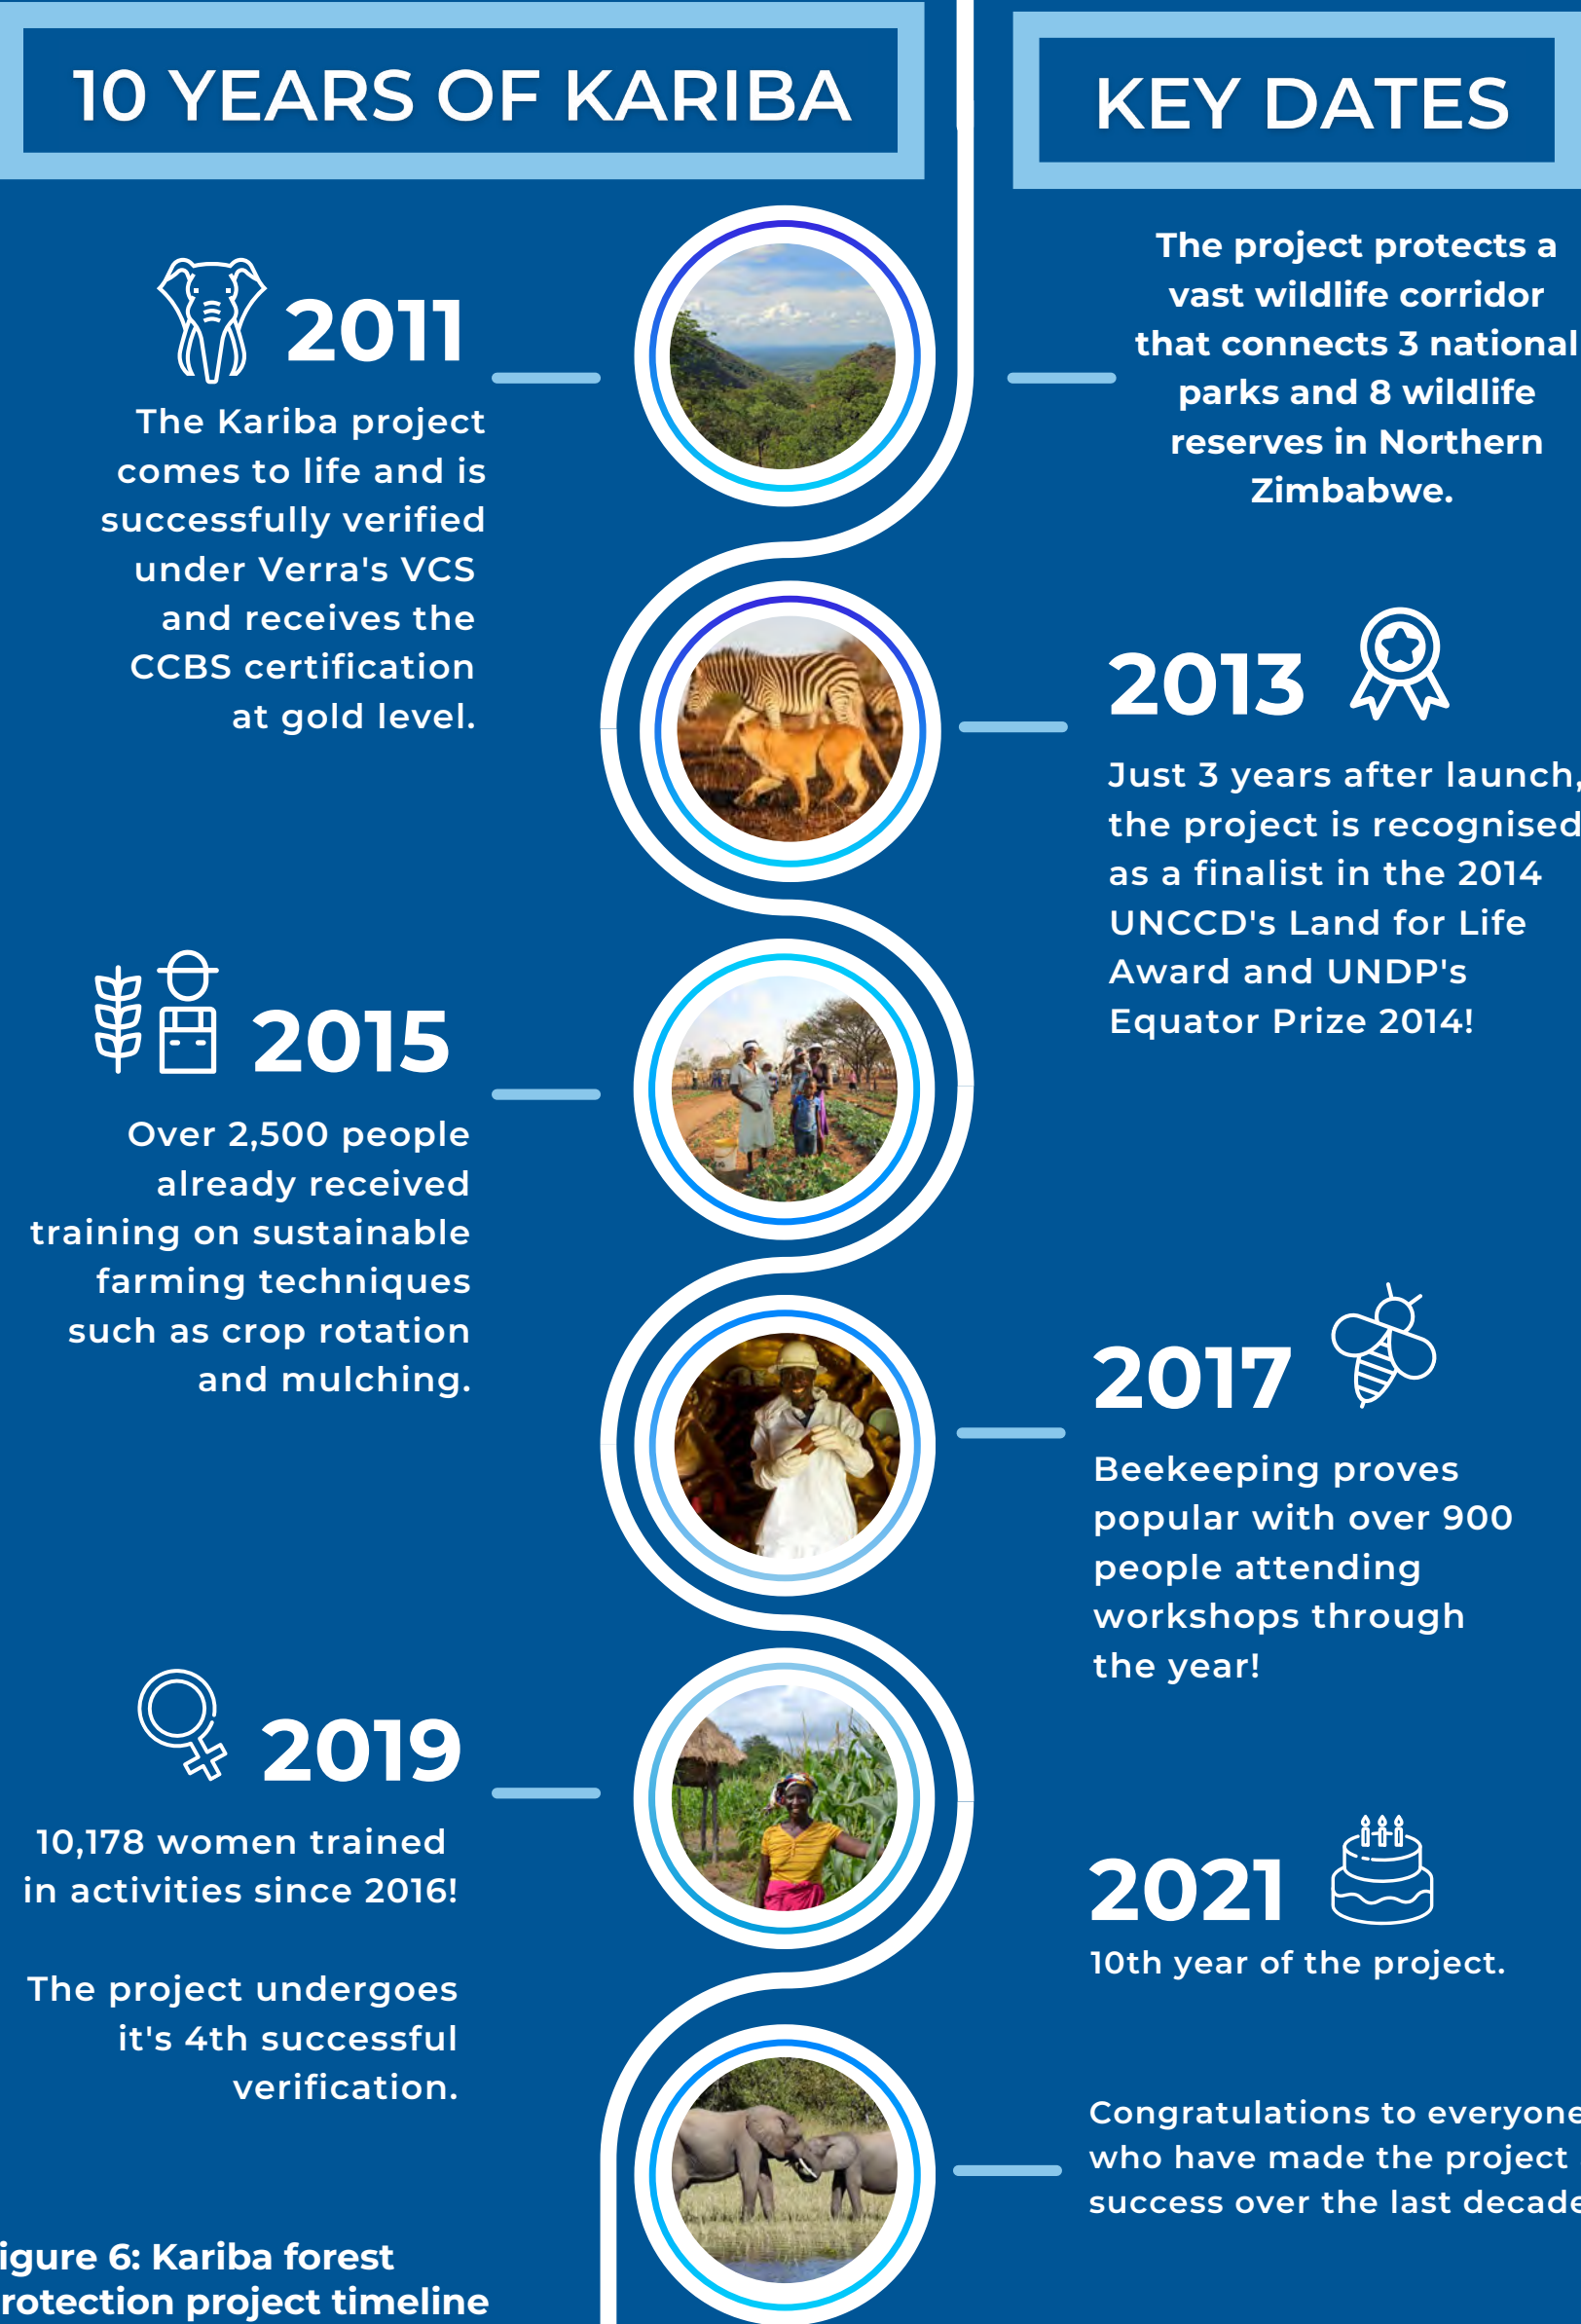 10 YEARS OF KARIBA
KEY DATES
2011
The Kariba project
comes to life and is
successfully verified
under Verra's VCS
and receives the
CCBS certification
at gold level.
The project protects a
vast wildlife corridor
that connects 3 national
parks and 8 wildlife
reserves in Northern
Zimbabwe.
2013
Just 3 years after launch,
the project is recognised
as a finalist in the 2014
UNCCD's Land for Life
Award and UNDP's
Equator Prize 2014!
2015
Over 2,500 people
already received
training on sustainable
farming techniques
such as crop rotation
and mulching.
2017
Beekeeping proves
popular with over 900
people attending
workshops through
the year!
2019
10,178 women trained
in activities since 2016!
The project undergoes
it's 4th successful
verification.
2021
10th year of the project.
Congratulations to everyone
who have made the project
success over the last decade
igure 6: Kariba forest
rotection project timeline